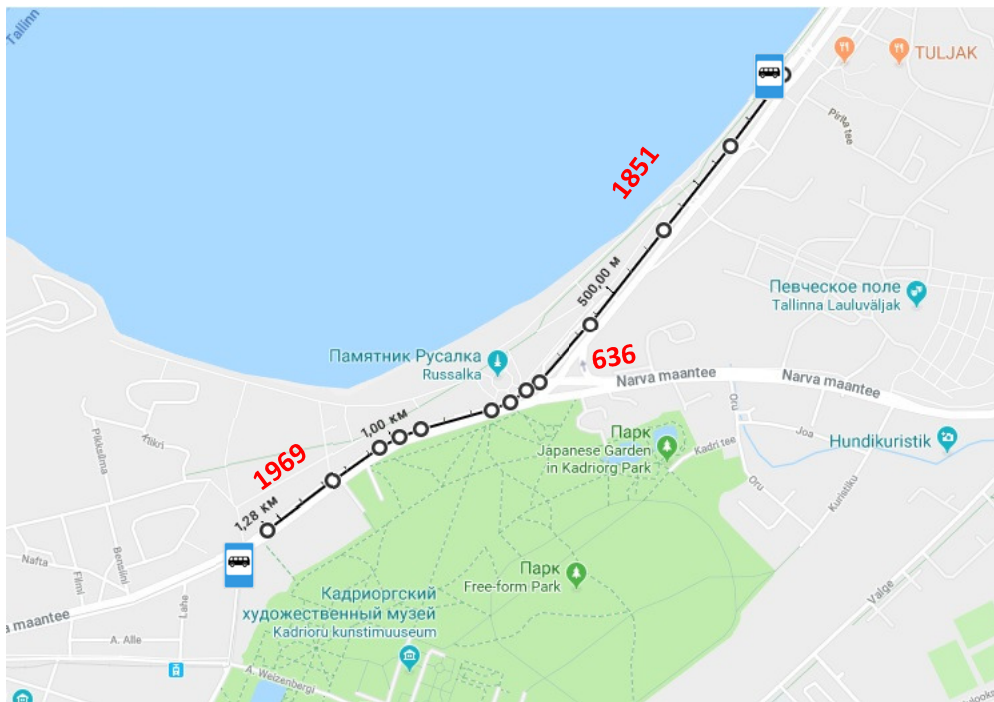 Tallinn
TULJAK
Pirita tee
1851
500,00 м
Певческое поле
Tallinna Lauluväljak
Памятник Русалка
Russalka
636
Narva maantee
Narva maantee
Oru
Joa
Hundikuristik
Парк
Japanese Garden
in Kadriorg Park
Kadri tee
Oru
Kuristiku
1,00 км
Pikksilma
1969
1,28 км
Nafta
Bensiini
Filmi
Lahe
a maantee
A. Alle
Парк
Free-form Park
Valge
Кадриоргский
художественный музей
Kadrioru kunstimuuseum
A. Weizenbergi